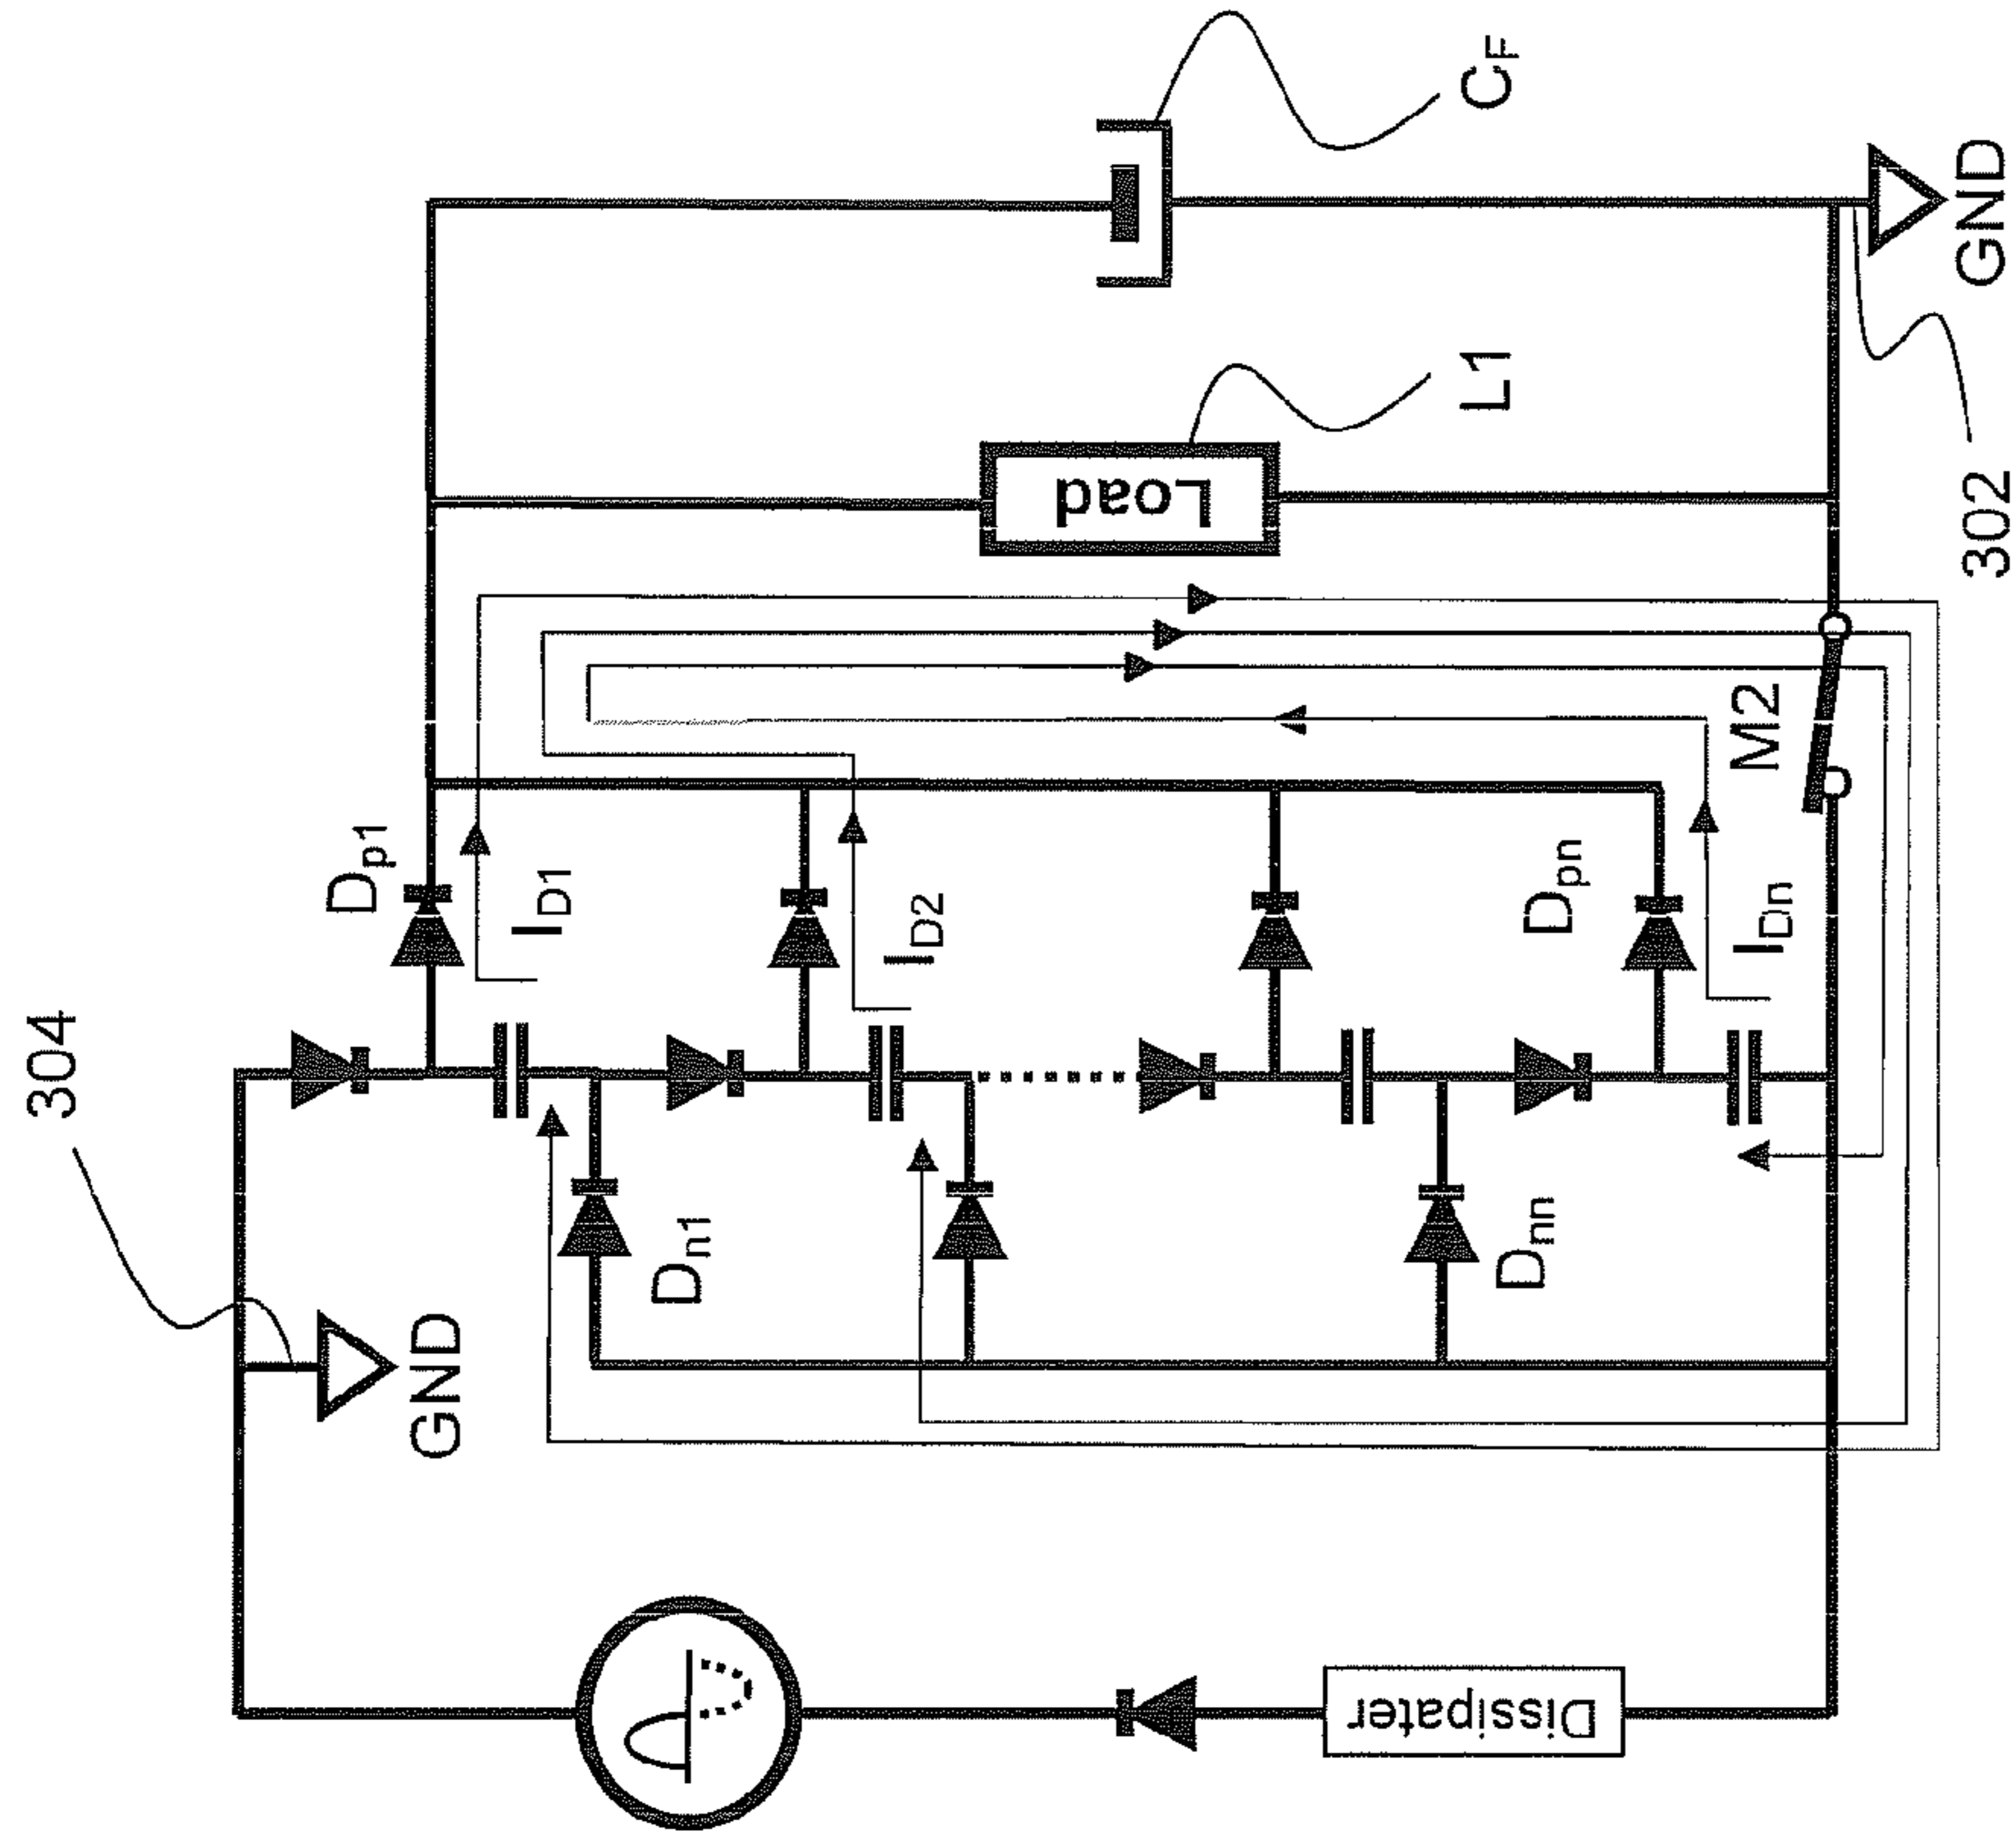 304
GND
D_p1
I_D1
D_n1
I_D2
D_pn
I_Dn
D_nn
M2
Load
L1
C_F
GND
302
Dissipater